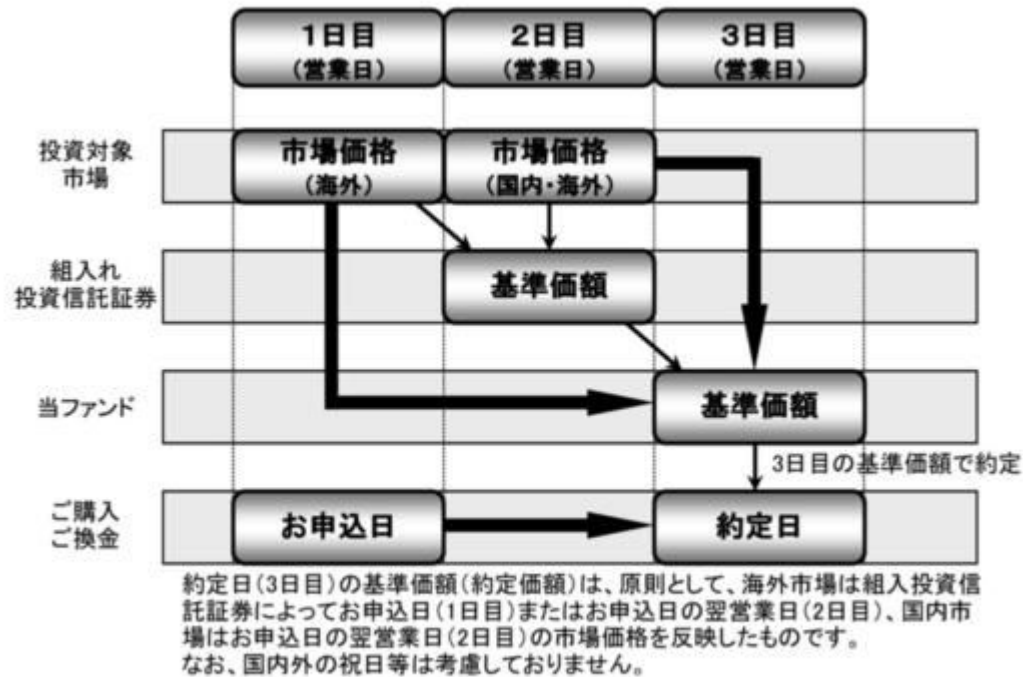 1日目
(営業日)
2日目
(営業日)
3日目
(営業日)
投資対象
市場
市場価格
(海外)
市場価格
(国内・海外)
組入れ
投資信託証券
基準価額
当ファンド
基準価額
3日目の基準価額で約定
ご購入
ご換金
お申込日
約定日
約定日(3日目)の基準価額(約定価額)は、原則として、海外市場は組入投資信
託証券によってお申込日(1日目)またはお申込日の翌営業日(2日目)、国内市
場はお申込日の翌営業日(2日目)の市場価格を反映したものです。
なお、国内外の祝日等は考慮しておりません。